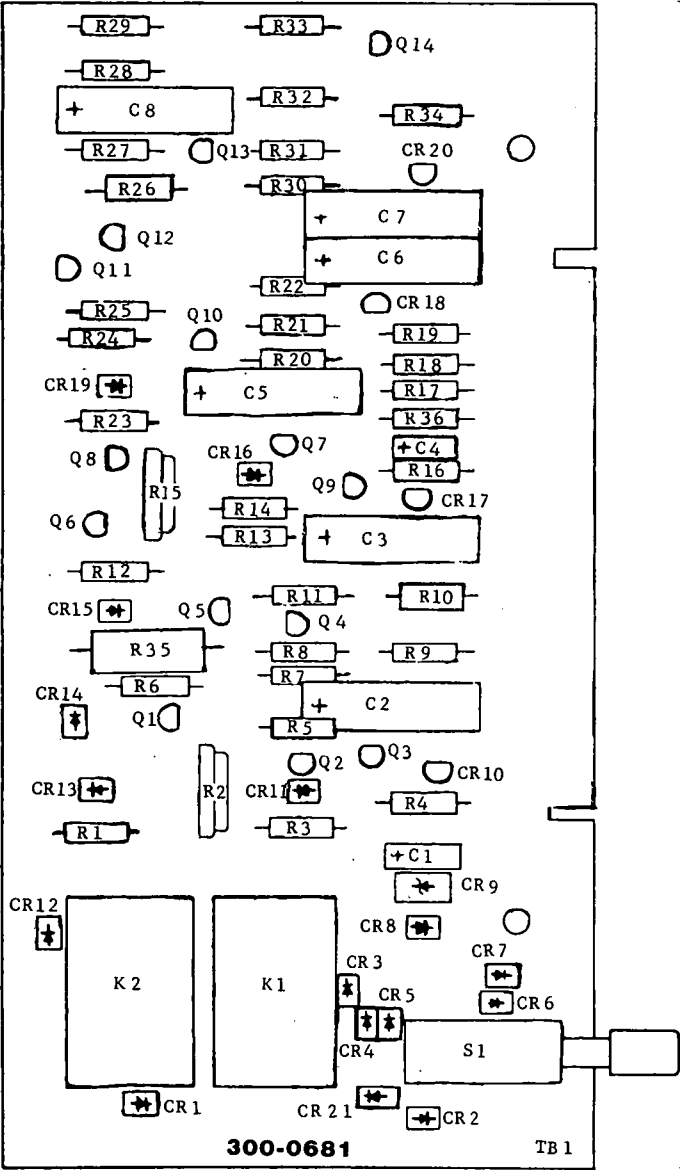 R29
R33
Q14
R28
C8
R32
R34
R27
Q13
R31
CR20
R26
R30
C7
Q12
C6
Q11
R22
CR18
R25
Q10
R21
R19
R24
R20
R18
CR19
C5
R17
R23
R36
Q8
CR16
Q7
C4
R16
R15
Q9
CR17
Q6
R14
R13
C3
R12
R11
R10
CR15
Q5
Q4
R35
R8
R9
R6
R7
CR14
Q1
C2
R5
Q2
Q3
CR10
CR13
R2
CR11
R4
R1
R3
C1
CR9
CR12
CR8
K2
K1
CR3
CR7
CR5
CR6
CR4
S1
CR1
CR21
CR2
300-0681
TB1